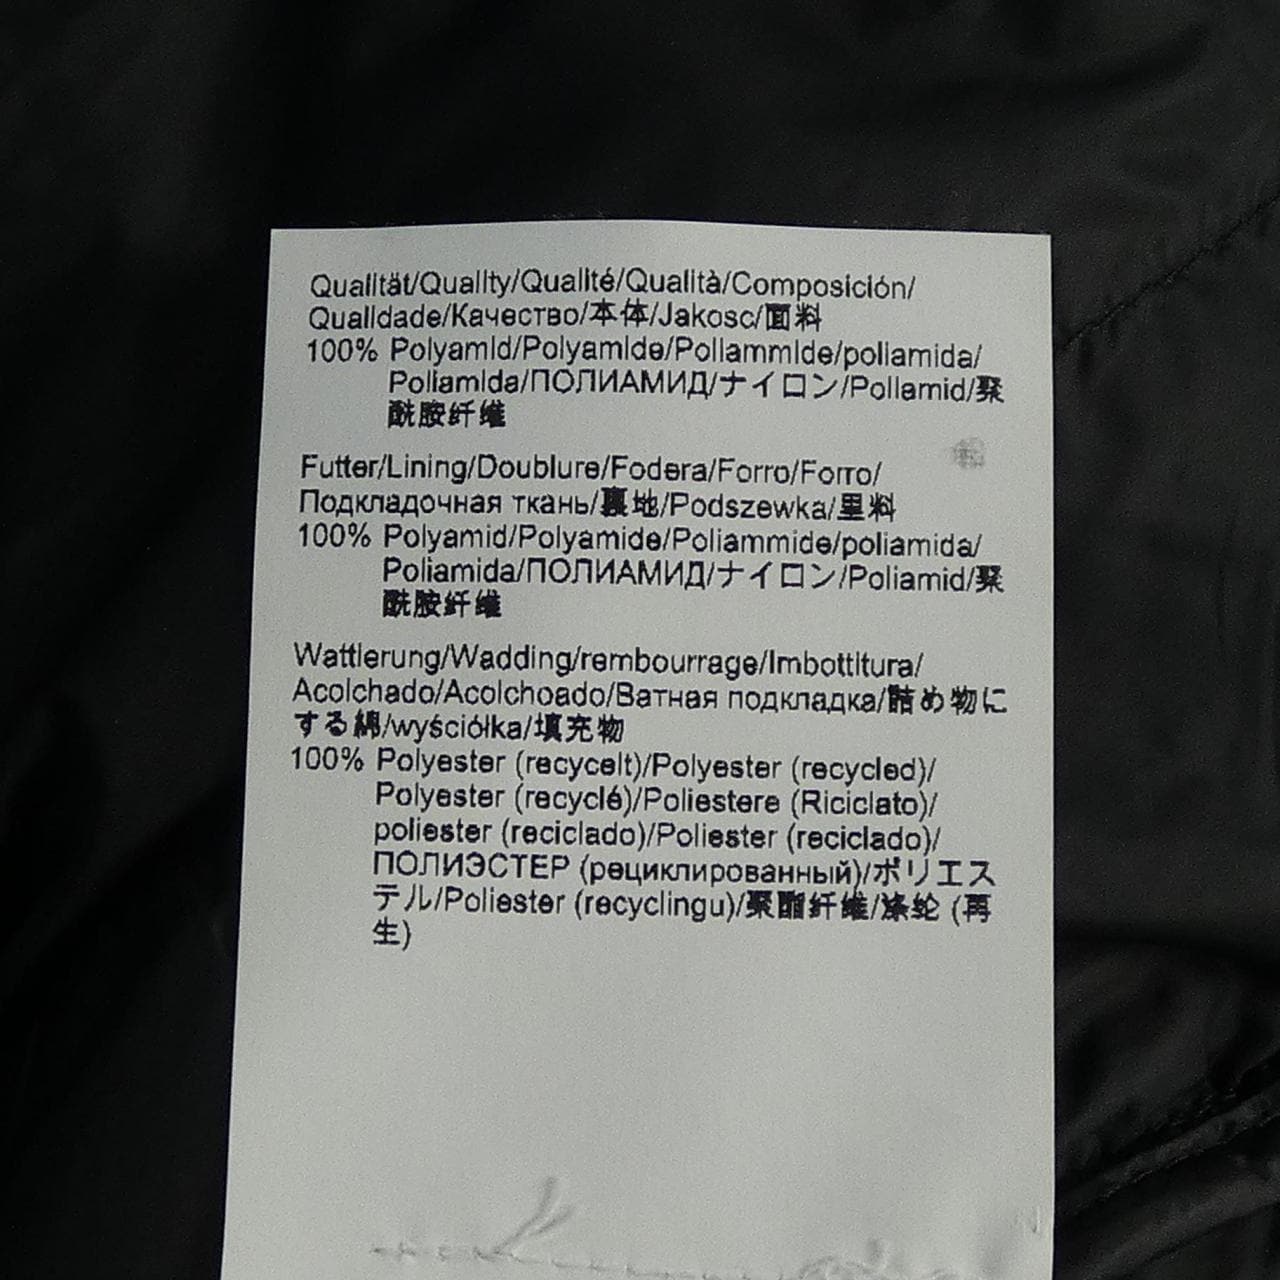 Qualität/Quality/Qualité/Qualità/Composición/
Qualidade/Качество/本体/Jakosc/面料
100% Polyamid/Polyamide/Poliammide/poliamida/
Poliamida/ПОЛИАМИД/ナイロン/Poliamid/聚
酰胺纤维
Futter/Lining/Doublure/Fodera/Forro/Forro/
Подкладочная ткань/裏地/Podszewka/里料
100% Polyamid/Polyamide/Poliammide/poliamida/
Poliamida/ПОЛИАМИД/ナイロン/Poliamid/聚
酰胺纤维
Wattierung/Wadding/rembourrage/Imbottitura/
Acolchado/Acolchoado/Ватная подкладка/詰め物に
する綿/wyściółka/填充物
100% Polyester (recycelt)/Polyester (recycled)/
Polyester (recyclé)/Poliestere (Riciclato)/
poliester (reciclado)/Poliester (reciclado)/
ПОЛИЭСТЕР (рециклированный)/ポリエス
テル/Poliester (recyclingu)/聚酯纤维/涤纶 (再
生)